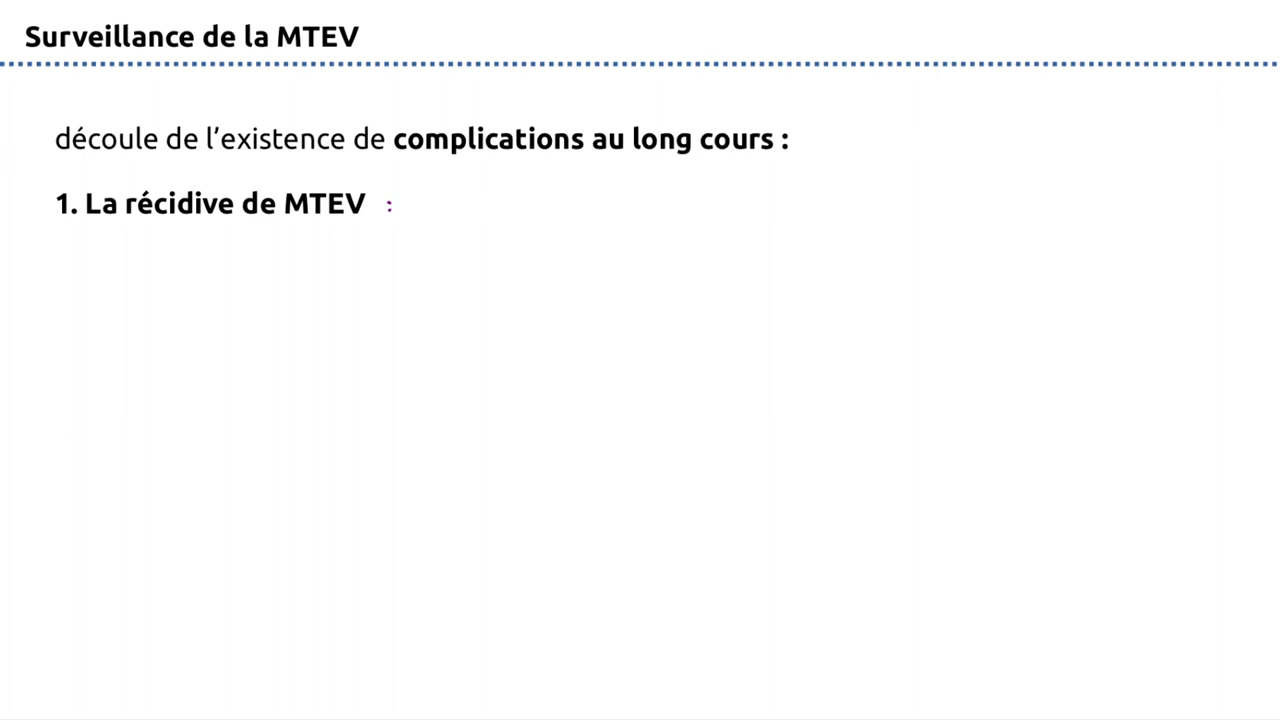 Surveillance de la MTEV
découle de l’existence de complications au long cours :
1. La récidive de MTEV :